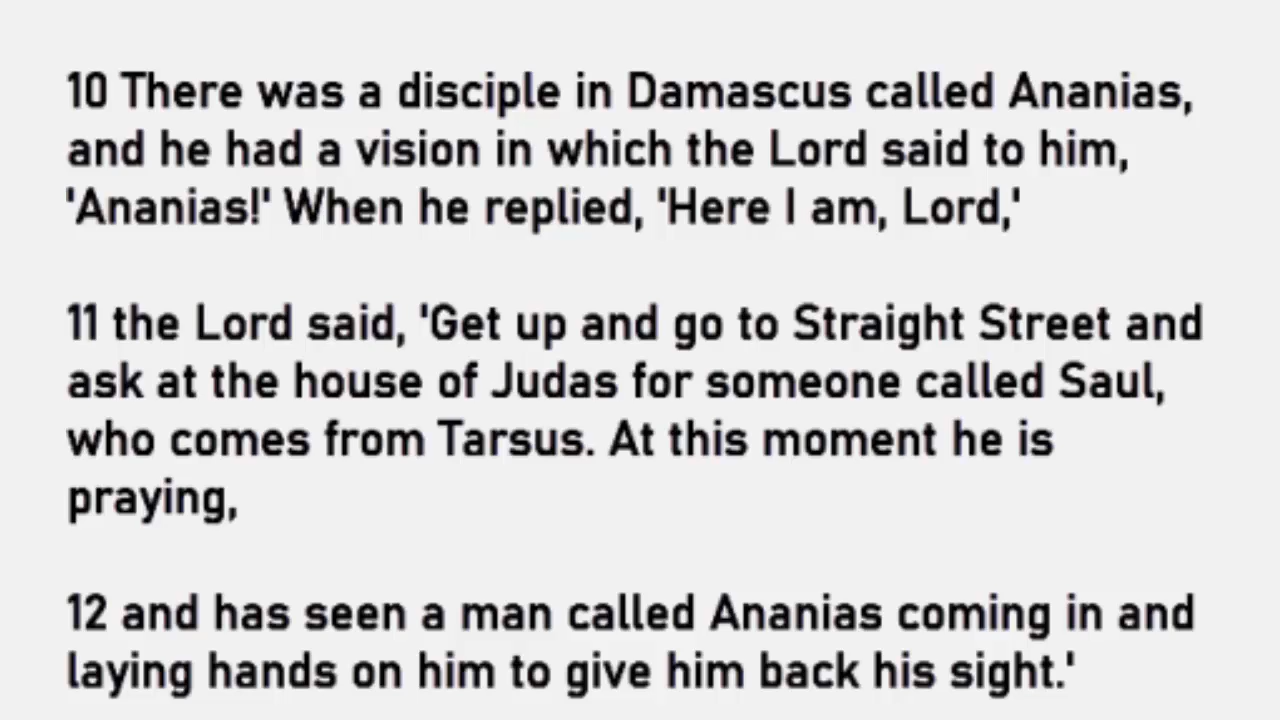 10 There was a disciple in Damascus called Ananias,
and he had a vision in which the Lord said to him,
'Ananias!' When he replied, 'Here I am, Lord,'
11 the Lord said, 'Get up and go to Straight Street and
ask at the house of Judas for someone called Saul,
who comes from Tarsus. At this moment he is
praying,
12 and has seen a man called Ananias coming in and
laying hands on him to give him back his sight.'